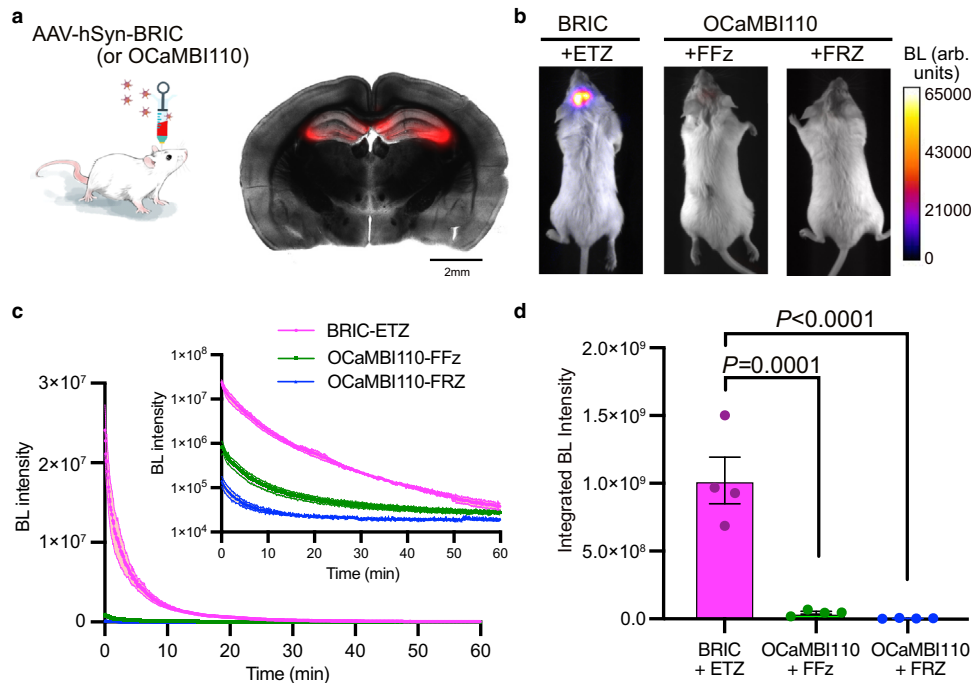 a
AAV-hSyn-BRIC
(or OCaMBI110)
2mm
b
BRIC
OCaMBI110
+ETZ
+FFz
+FRZ
BL (arb.
units)
65000
43000
21000
0
c
BRIC-ETZ
OCaMBI110-FFz
OCaMBI110-FRZ
3×10⁷
2×10⁷
1×10⁷
0
BL intensity
0 10 20 30 40 50 60
Time (min)
1×10⁸
1×10⁷
1×10⁶
1×10⁵
1×10⁴
BL intensity
0 10 20 30 40 50 60
Time (min)
d
P<0.0001
P=0.0001
2.0×10⁹
1.5×10⁹
1.0×10⁹
5.0×10⁸
0.0
Integrated BL Intensity
BRIC
+ ETZ
OCaMBI110
+ FFz
OCaMBI110
+ FRZ